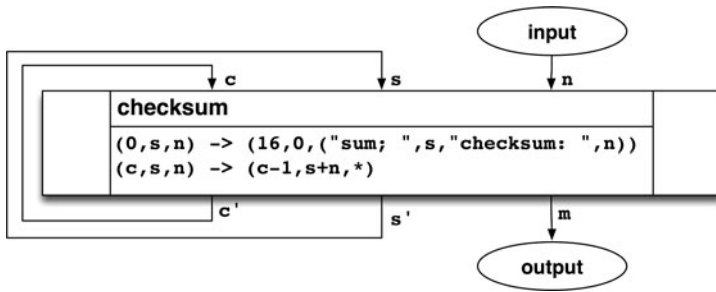 input
c s n
checksum
(0,s,n) -> (16,0,("sum; ",s,"checksum: ",n))
(c,s,n) -> (c-1,s+n,*)
c' s' m
output